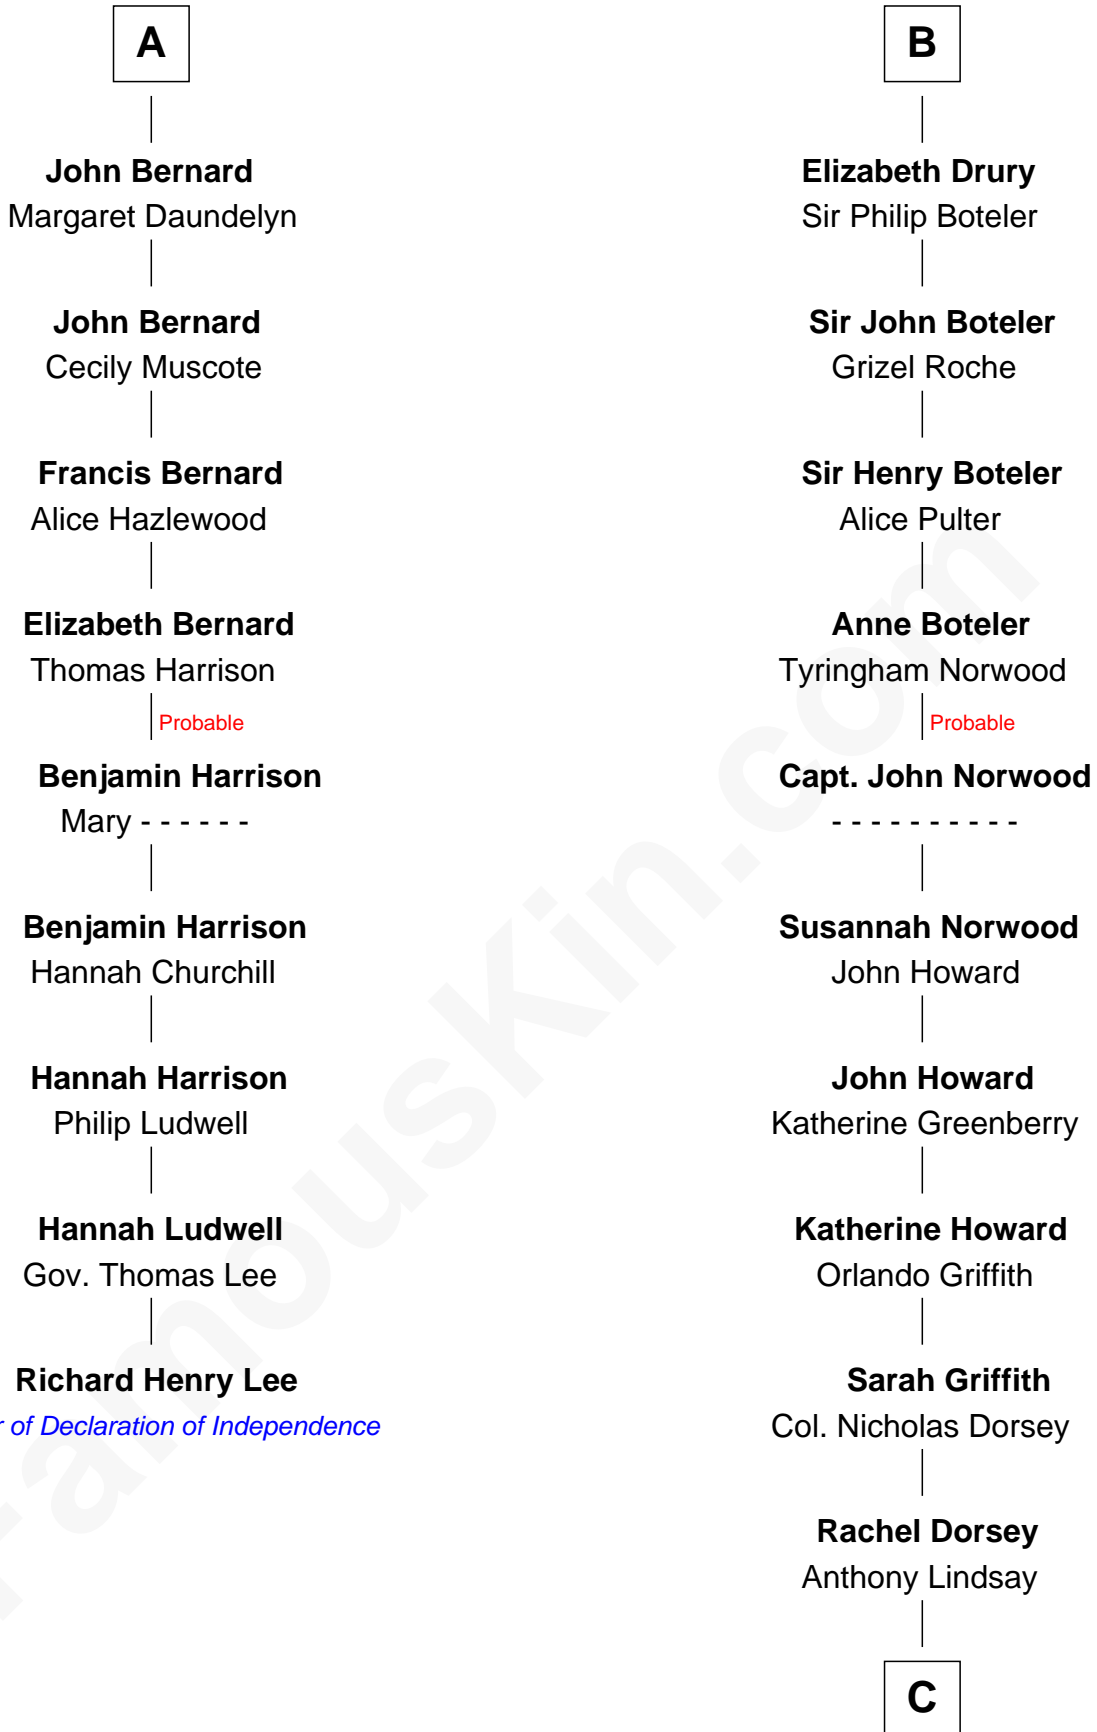 A
John Bernard
Margaret Daundelyn
John Bernard
Cecily Muscote
Francis Bernard
Alice Hazlewood
Elizabeth Bernard
Thomas Harrison
Probable
Benjamin Harrison
Mary - - - - - -
Benjamin Harrison
Hannah Churchill
Hannah Harrison
Philip Ludwell
Hannah Ludwell
Gov. Thomas Lee
Richard Henry Lee
of Declaration of Independence
B
Elizabeth Drury
Sir Philip Boteler
Sir John Boteler
Grizel Roche
Sir Henry Boteler
Alice Pulter
Anne Boteler
Tyringham Norwood
Probable
Capt. John Norwood
- - - - - - - - - -
Susannah Norwood
John Howard
John Howard
Katherine Greenberry
Katherine Howard
Orlando Griffith
Sarah Griffith
Col. Nicholas Dorsey
Rachel Dorsey
Anthony Lindsay
C
FamousKin.com